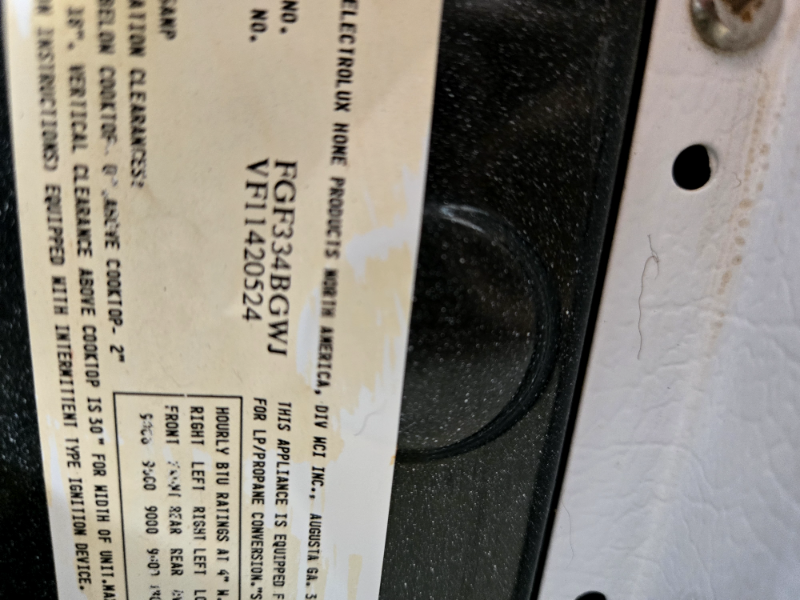 ELECTROLUX HOME PRODUCTS NORTH AMERICA, DIV WCI INC., AUGUSTA GA.
NO. FGF334BGWJ
NO. VF11420524
THIS APPLIANCE IS EQUIPPED
FOR LP/PROPANE CONVERSION."S
HOURLY BTU RATINGS AT 4" W.
RIGHT LEFT RIGHT LEFT
FRONT REAR REAR
9000
ATION CLEARANCES:
BELOW COOKTOP- 0" ABOVE COOKTOP- 2"
18". VERTICAL CLEARANCE ABOVE COOKTOP IS 30" FOR WIDTH OF UNIT.
INSTRUCTIONS) EQUIPPED WITH INTERMITTENT TYPE IGNITION DEVICE.